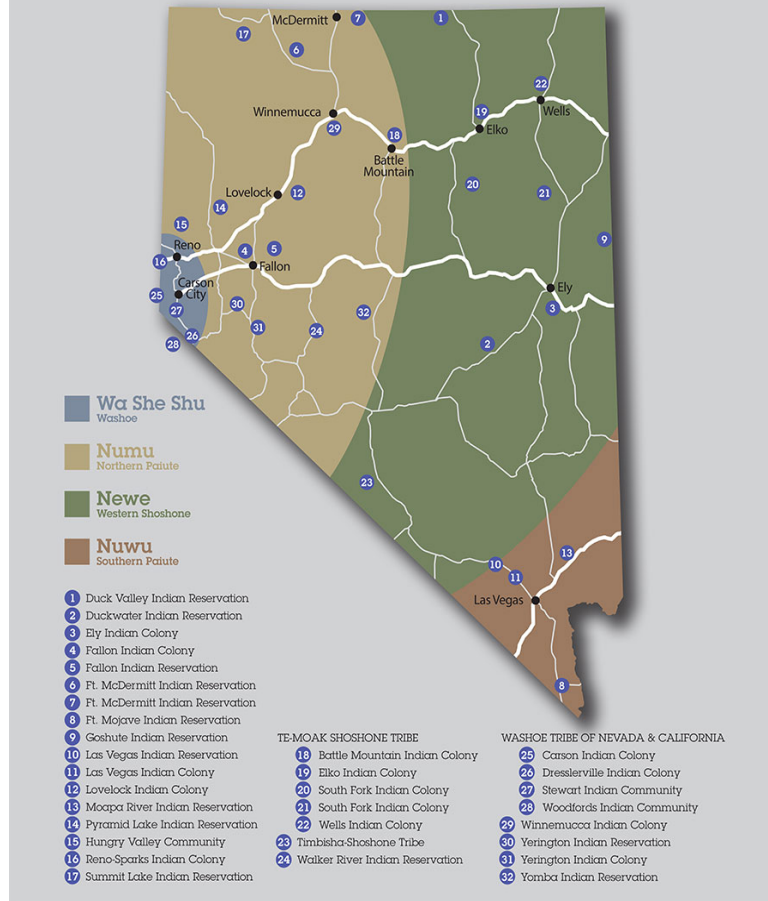 McDermitt
7
1
17
6
22
Winnemucca
19
Wells
29
18
Elko
Battle
Mountain
20
21
Lovelock
12
14
15
9
Reno
4
5
16
Fallon
Carson
City
25
Ely
27
30
32
3
31
24
26
28
2
Wa She Shu
Washoe
Numu
Northern Paiute
23
Newe
Western Shoshone
Nuwu
Southern Paiute
13
10
11
Las Vegas
8
1 Duck Valley Indian Reservation
2 Duckwater Indian Reservation
3 Ely Indian Colony
4 Fallon Indian Colony
5 Fallon Indian Reservation
6 Ft. McDermitt Indian Reservation
7 Ft. McDermitt Indian Reservation
8 Ft. Mojave Indian Reservation
9 Goshute Indian Reservation
10 Las Vegas Indian Reservation
11 Las Vegas Indian Colony
12 Lovelock Indian Colony
13 Moapa River Indian Reservation
14 Pyramid Lake Indian Reservation
15 Hungry Valley Community
16 Reno-Sparks Indian Colony
17 Summit Lake Indian Reservation
TE-MOAK SHOSHONE TRIBE
18 Battle Mountain Indian Colony
19 Elko Indian Colony
20 South Fork Indian Colony
21 South Fork Indian Colony
22 Wells Indian Colony
23 Timbisha-Shoshone Tribe
24 Walker River Indian Reservation
WASHOE TRIBE OF NEVADA & CALIFORNIA
25 Carson Indian Colony
26 Dresslerville Indian Colony
27 Stewart Indian Community
28 Woodfords Indian Community
29 Winnemucca Indian Colony
30 Yerington Indian Reservation
31 Yerington Indian Colony
32 Yomba Indian Reservation